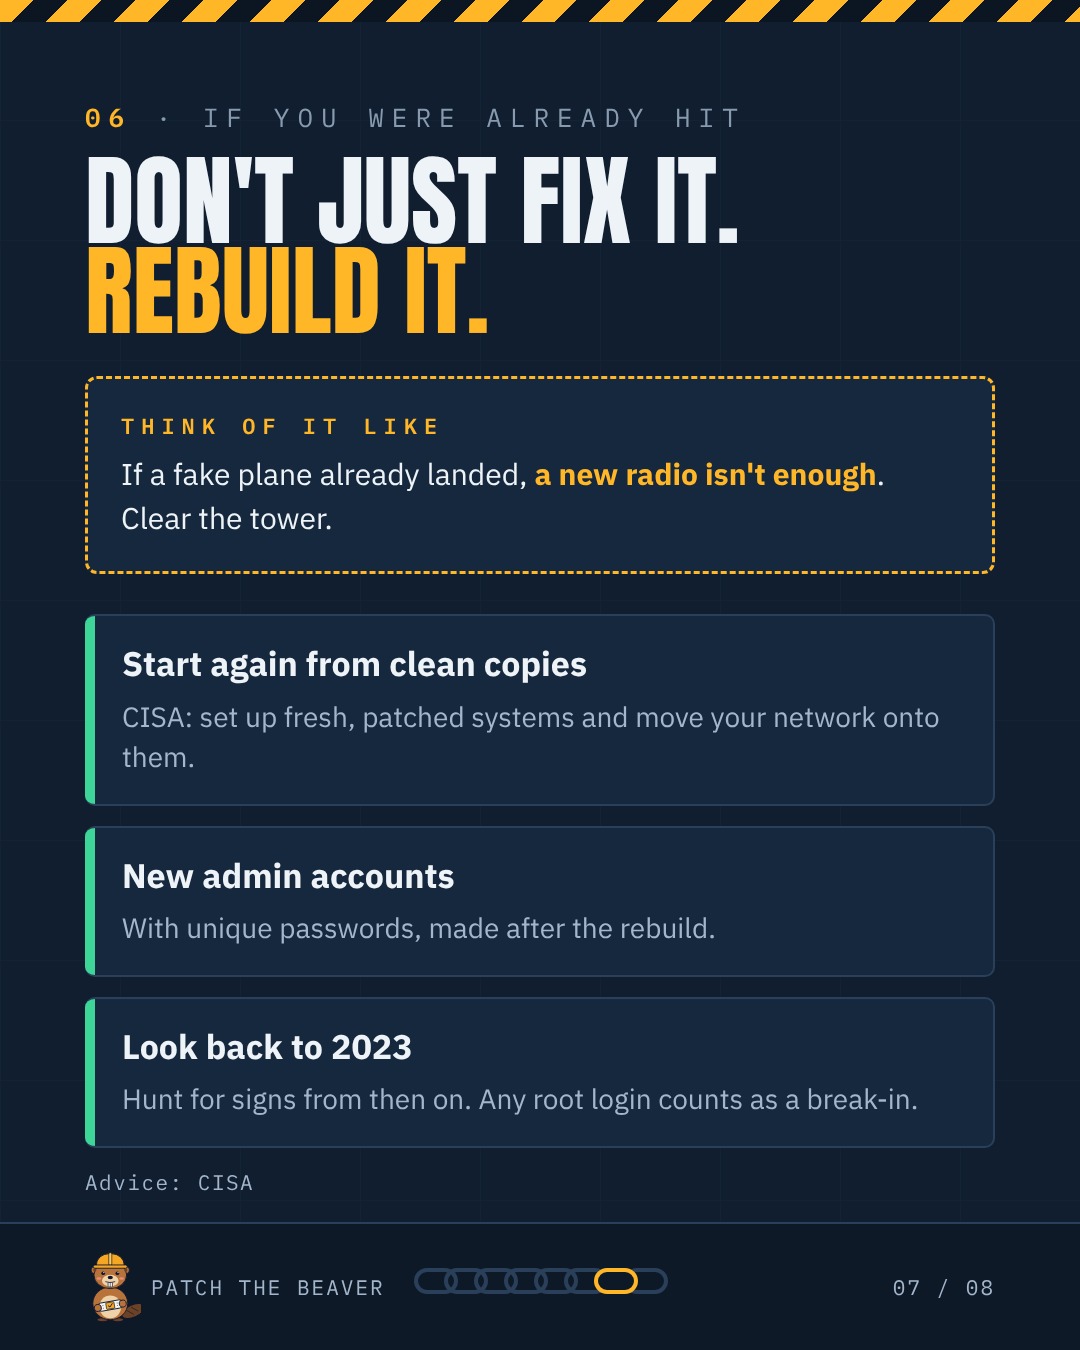 06 · IF YOU WERE ALREADY HIT
DON'T JUST FIX IT.
REBUILD IT.
THINK OF IT LIKE
If a fake plane already landed, a new radio isn't enough.
Clear the tower.
Start again from clean copies
CISA: set up fresh, patched systems and move your network onto
them.
New admin accounts
With unique passwords, made after the rebuild.
Look back to 2023
Hunt for signs from then on. Any root login counts as a break-in.
Advice: CISA
PATCH THE BEAVER
07 / 08